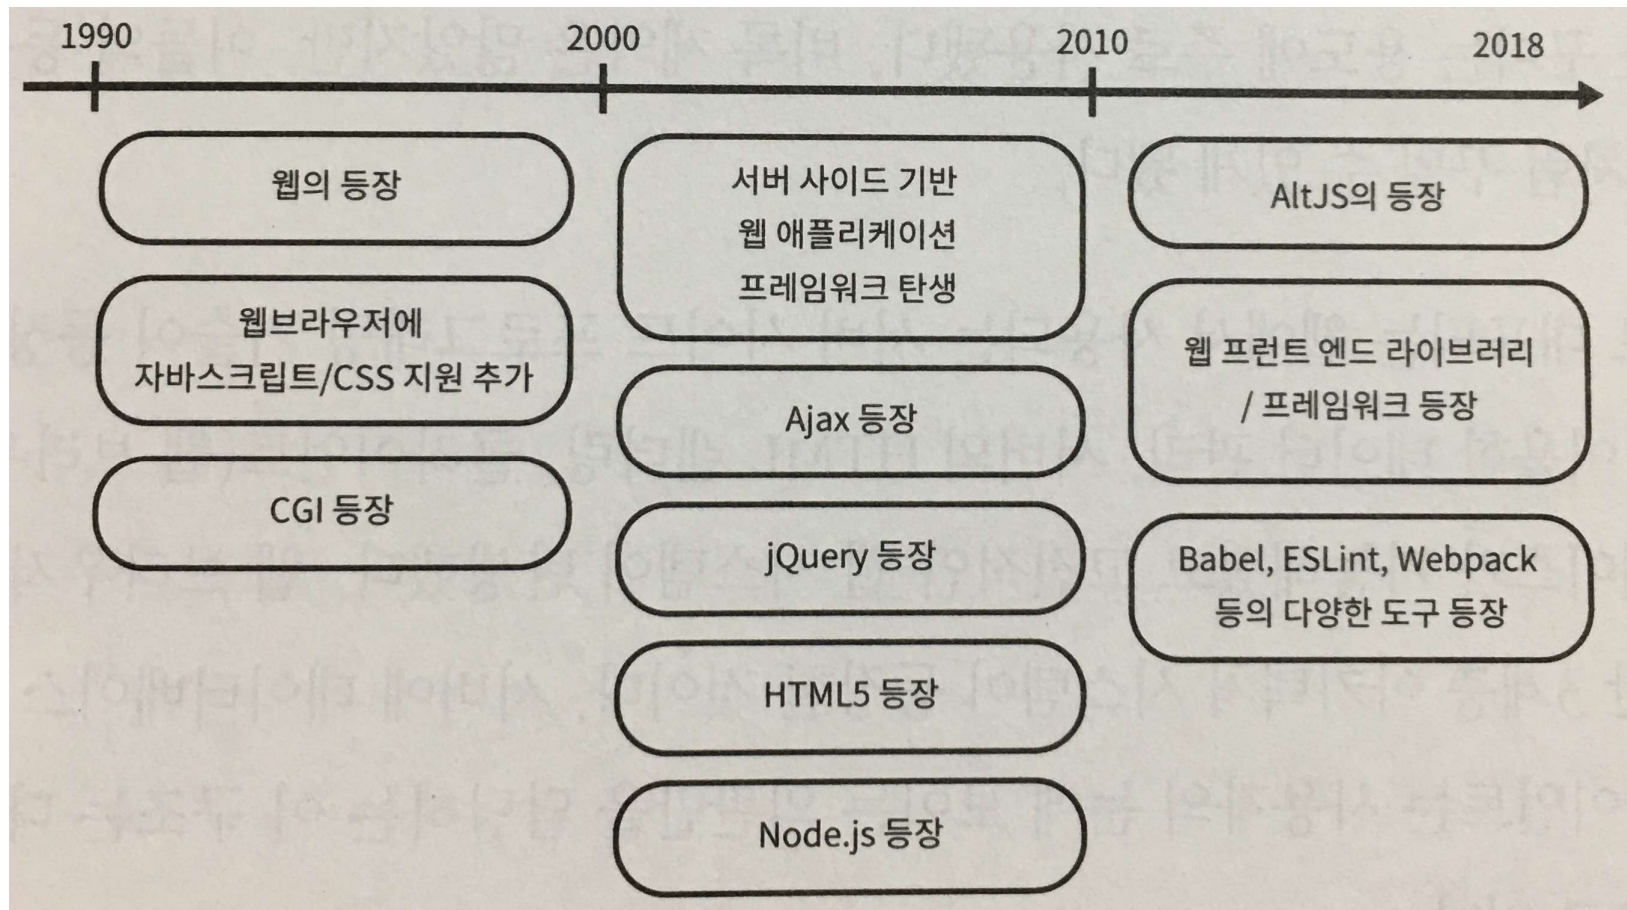 1990
2000
2010
2018
웹의 등장
웹브라우저에
자바스크립트/CSS 지원 추가
CGI 등장
서버 사이드 기반
웹 애플리케이션
프레임워크 탄생
Ajax 등장
jQuery 등장
HTML5 등장
Node.js 등장
AltJS의 등장
웹 프런트 엔드 라이브러리
/ 프레임워크 등장
Babel, ESLint, Webpack
등의 다양한 도구 등장